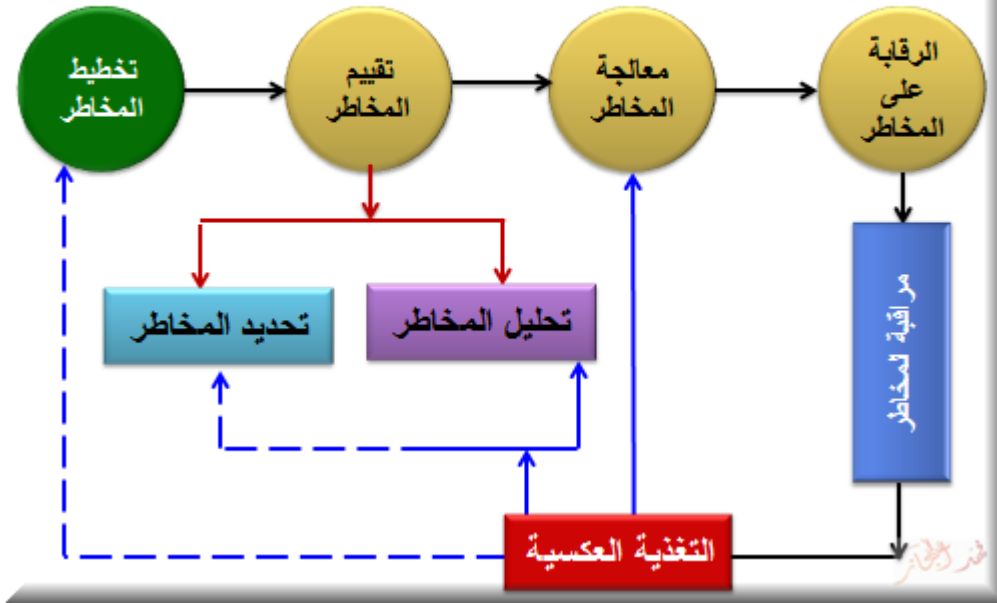 تخطيط
المخاطر
تقييم
المخاطر
معالجة
المخاطر
الرقابة
على
المخاطر
تحديد المخاطر
تحليل المخاطر
مراقبة المخاطر
التغذية العكسية